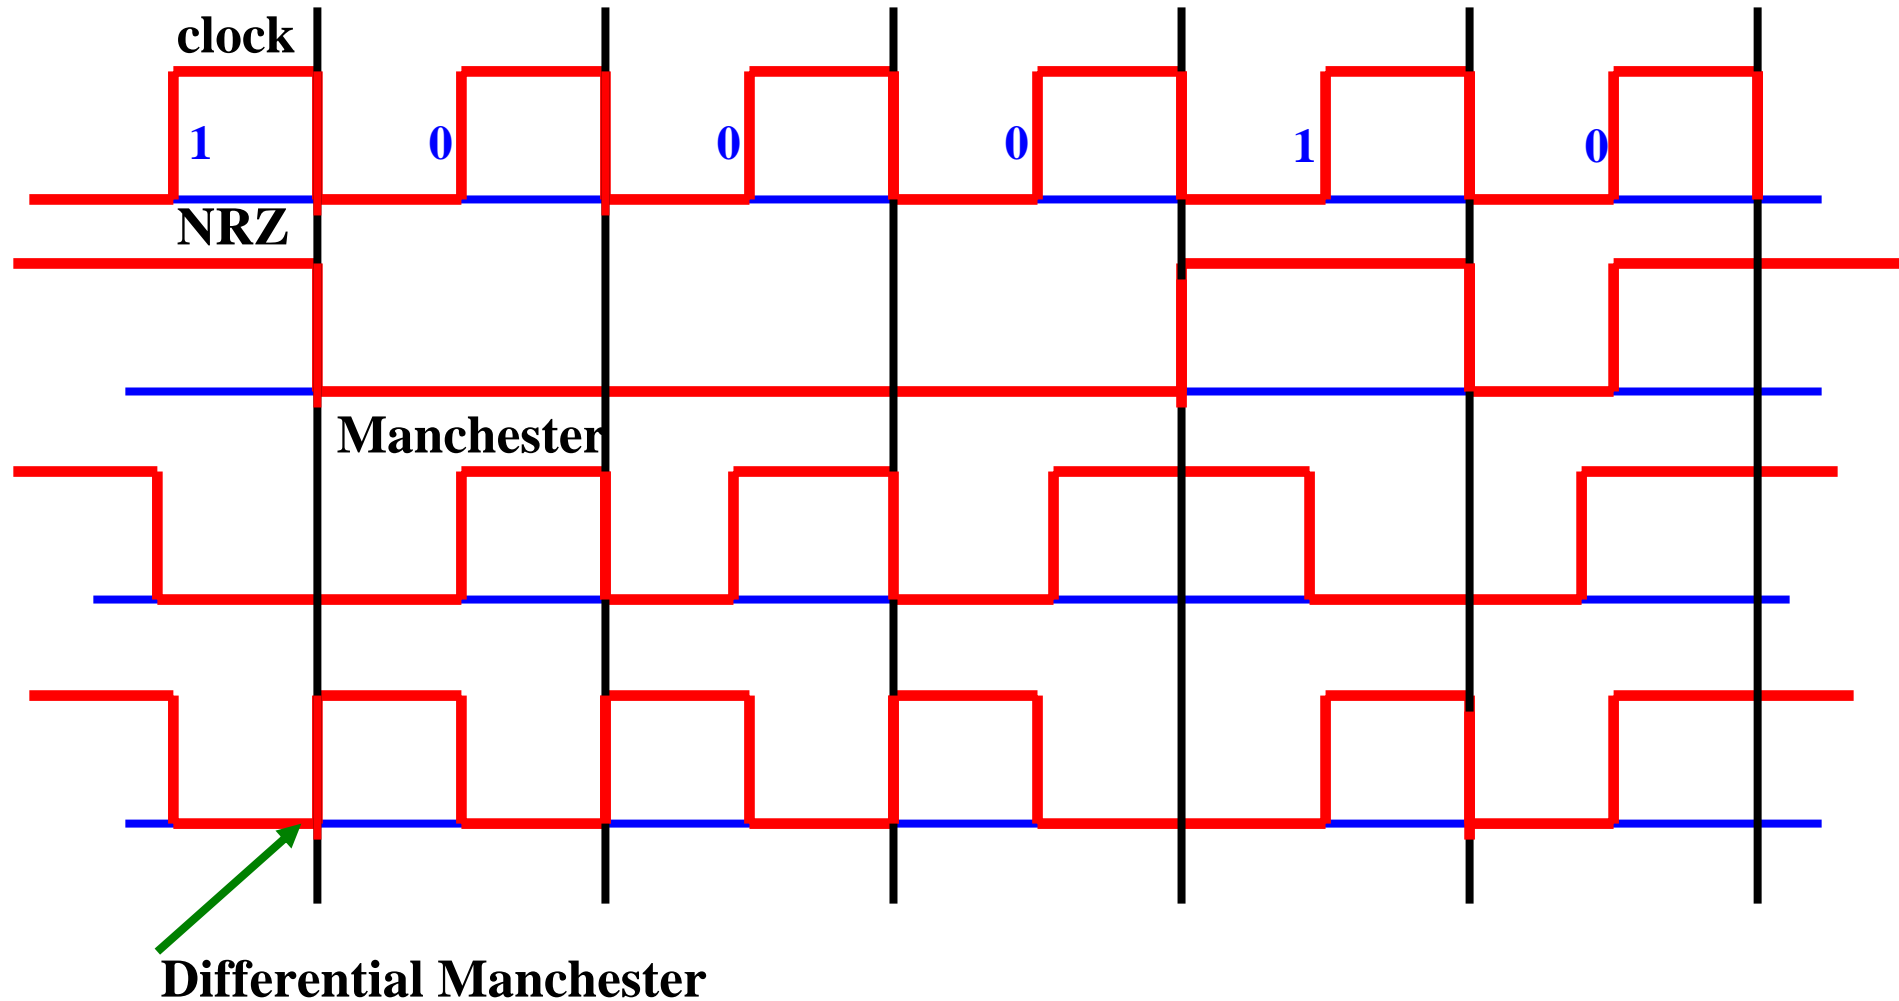 clock
1 0 0 0 1 0
NRZ
Manchester
Differential Manchester